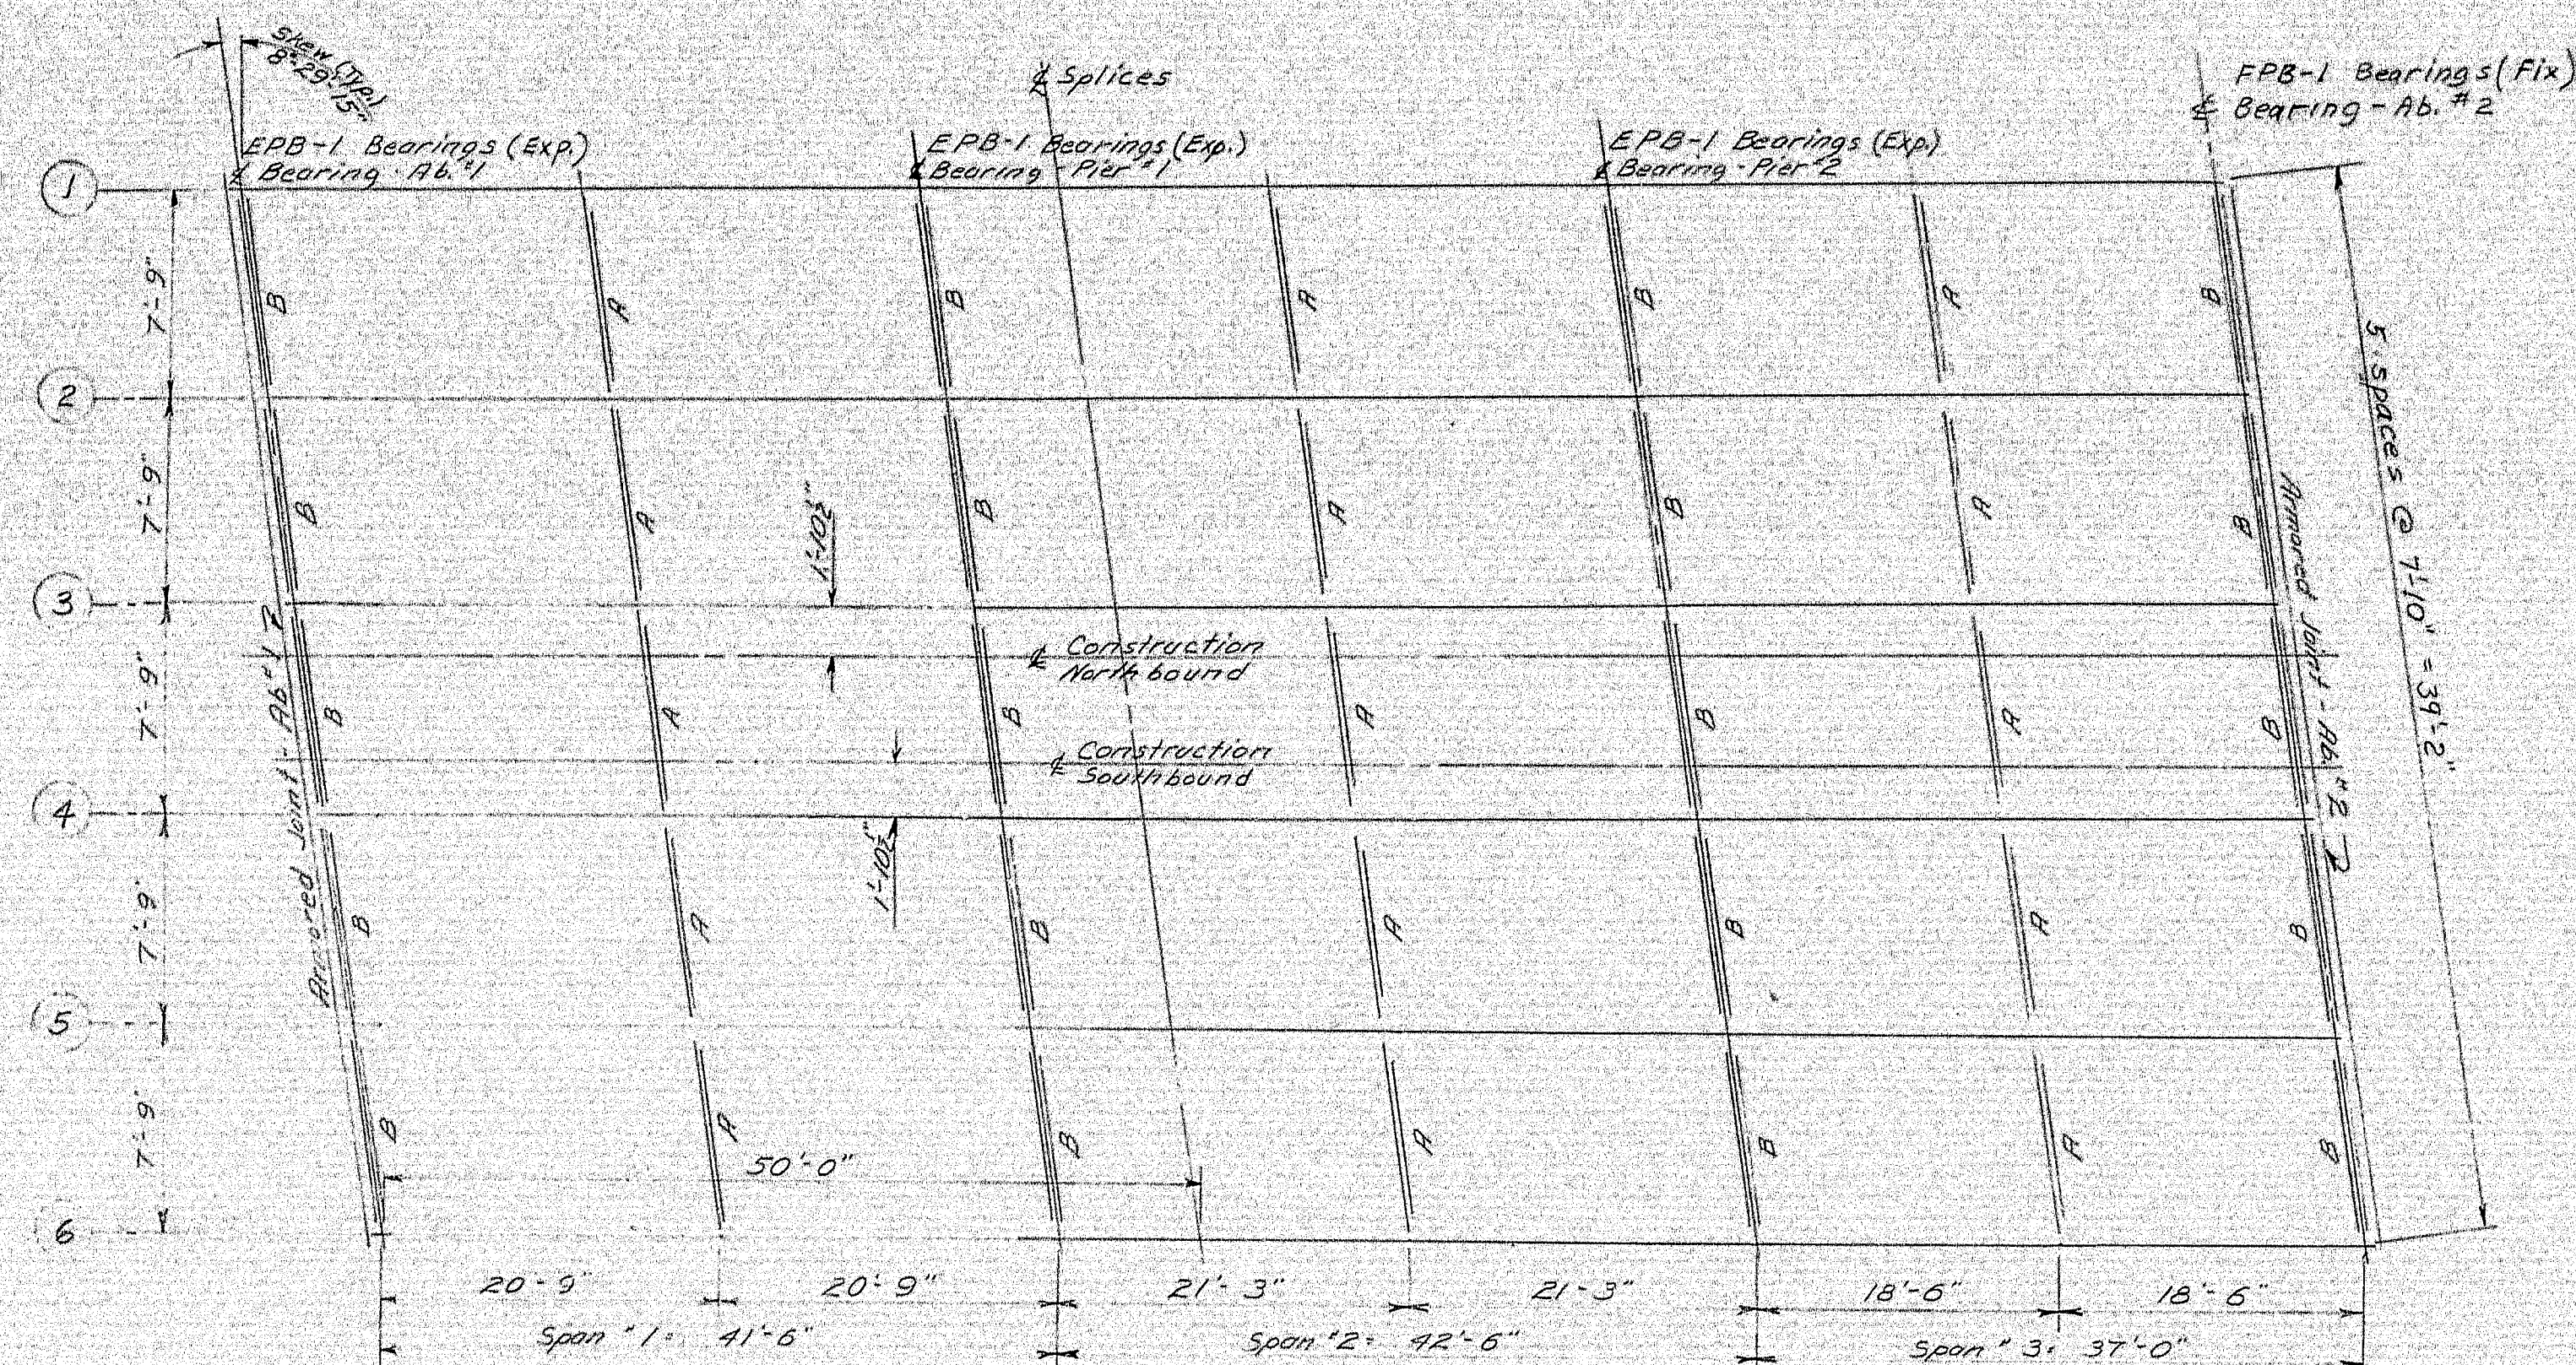 Skew (Typ.)
8°-29'-15"
℄ Splices
FPB-1 Bearings (Fix)
℄ Bearing - Ab. #2
EPB-1 Bearings (Exp.)
℄ Bearing - Ab. #1
EPB-1 Bearings (Exp.)
℄ Bearing - Pier #1
EPB-1 Bearings (Exp.)
℄ Bearing - Pier #2
1
7'-9"
B
A
B
A
B
A
B
2
7'-9"
B
A
1'-10½"
B
A
B
A
B
5 spaces @ 7'-10" = 39'-2"
3
Armored Joint - Ab. #1
Armored Joint - Ab. #2
℄ Construction
Northbound
7'-9"
B
A
B
A
B
A
B
℄ Construction
Southbound
4
1'-10½"
7'-9"
B
A
B
A
B
A
B
5
7'-9"
B
A
B
A
B
A
B
50'-0"
6
20'-9"
20'-9"
21'-3"
21'-3"
18'-6"
18'-6"
Span #1 = 41'-6"
Span #2 = 42'-6"
Span #3 = 37'-0"